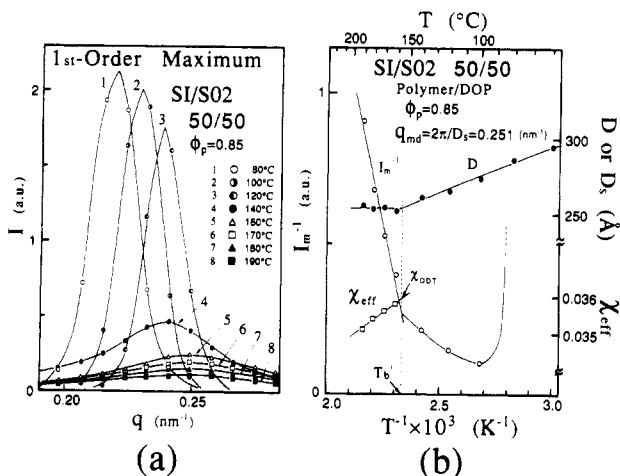 (a)
1st-Order Maximum
SI/S02
50/50
ϕp=0.85
1 80°C
2 100°C
3 120°C
4 140°C
5 160°C
6 170°C
7 180°C
8 190°C
1
2
3
4
5
6
7
8
2
1
0
I (a.u.)
0.20
0.25
q (nm⁻¹)
(a)
(b)
T (°C)
200
150
100
SI/S02 50/50
Polymer/DOP
ϕp=0.85
qmd=2π/Ds=0.251 (nm⁻¹)
Im⁻¹
D
χeff
χODT
Tb
1
0
Im⁻¹ (a.u.)
300
250
D or Ds (Å)
0.036
0.035
χeff
2.0
2.5
3.0
T⁻¹×10³ (K⁻¹)
(b)